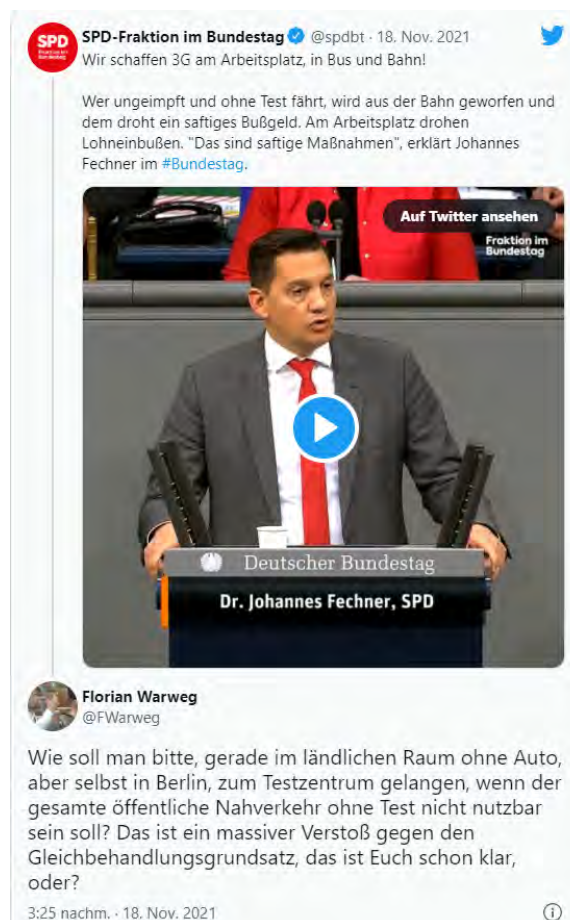 SPD
SPD-Fraktion im Bundestag @spdbt · 18. Nov. 2021
Wir schaffen 3G am Arbeitsplatz, in Bus und Bahn!
Wer ungeimpft und ohne Test fährt, wird aus der Bahn geworfen und
dem droht ein saftiges Bußgeld. Am Arbeitsplatz drohen
Lohneinbußen. "Das sind saftige Maßnahmen", erklärt Johannes
Fechner im #Bundestag.
Auf Twitter ansehen
Fraktion im
Bundestag
Deutscher Bundestag
Dr. Johannes Fechner, SPD
Florian Warweg
@FWarweg
Wie soll man bitte, gerade im ländlichen Raum ohne Auto,
aber selbst in Berlin, zum Testzentrum gelangen, wenn der
gesamte öffentliche Nahverkehr ohne Test nicht nutzbar
sein soll? Das ist ein massiver Verstoß gegen den
Gleichbehandlungsgrundsatz, das ist Euch schon klar,
oder?
3:25 nachm. · 18. Nov. 2021